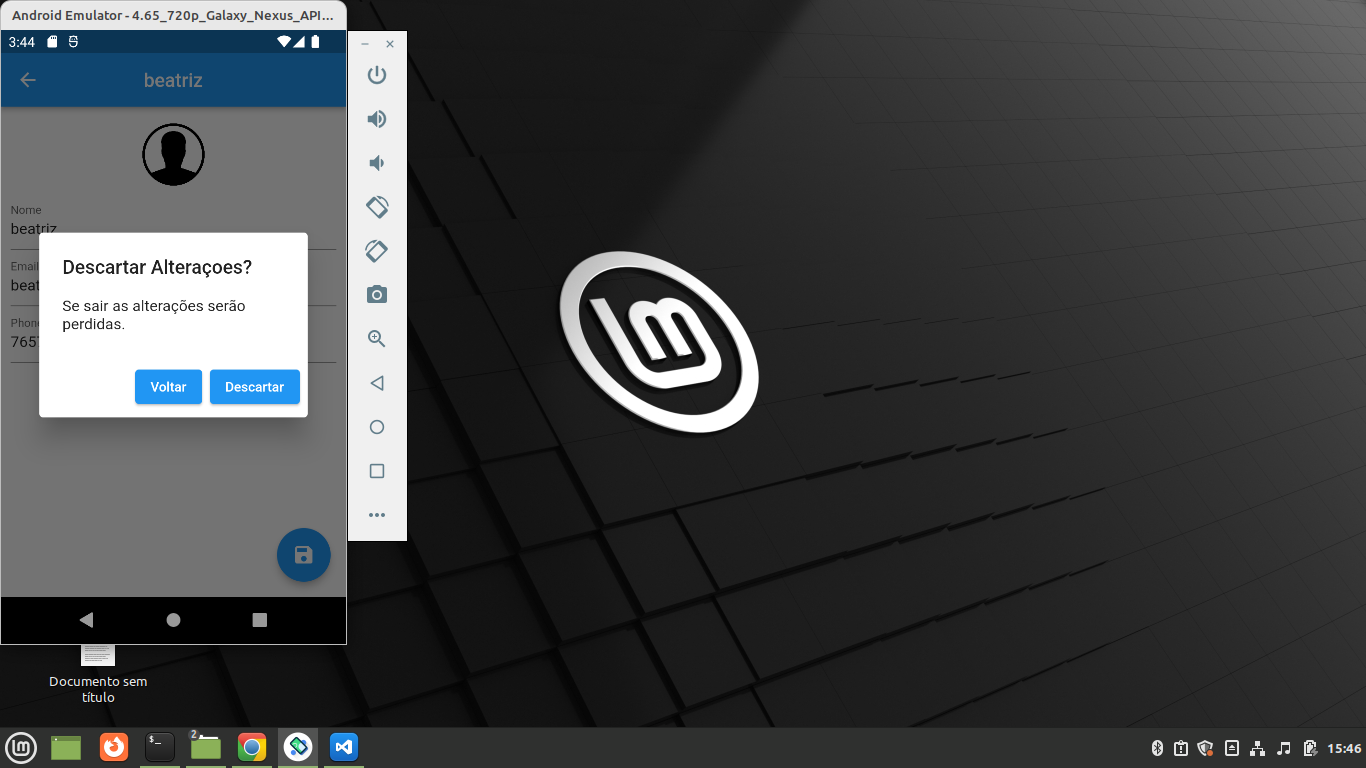 Android Emulator - 4.65_720p_Galaxy_Nexus_API...
3:44
beatriz
Nome
beatriz
Email
beat
Phon
765
Descartar Alteraçoes?
Se sair as alterações serão
perdidas.
Voltar
Descartar
Documento sem
título
2
$_
15:46